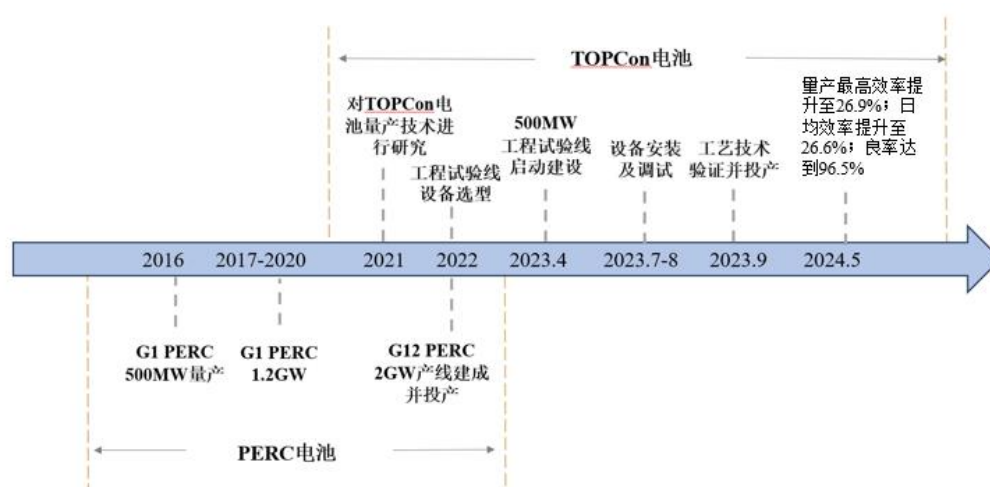 TOPCon电池
对TOPCon电
池量产技术进
行研究
工程试验线
设备选型
500MW
工程试验线
启动建设
设备安装
及调试
工艺技术
验证并投产
量产最高效率提
升至26.9%；日
均效率提升至
26.6%；良率达
到96.5%
2016
2017-2020
2021
2022
2023.4
2023.7-8
2023.9
2024.5
G1 PERC
500MW量产
G1 PERC
1.2GW
G12 PERC
2GW产线建成
并投产
PERC电池